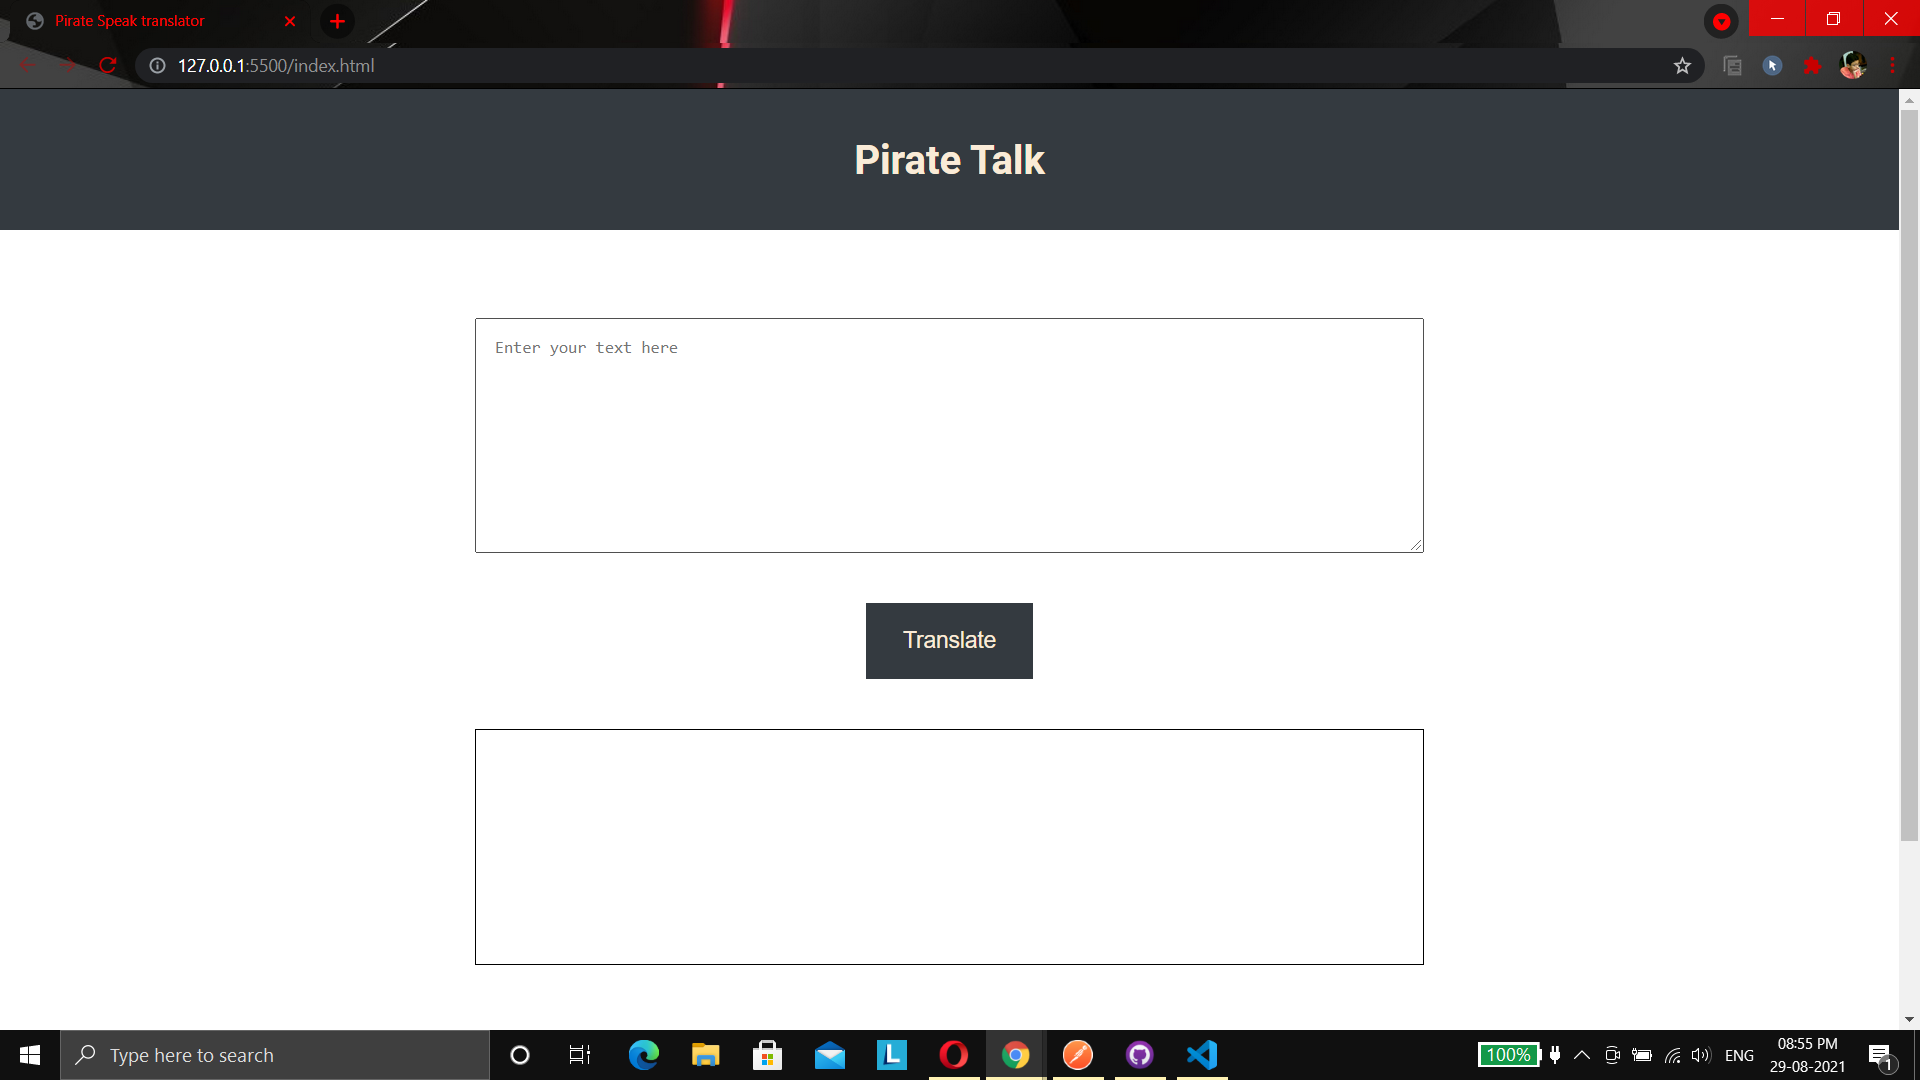 Pirate Speak translator
127.0.0.1:5500/index.html
Pirate Talk
Enter your text here
Translate
Type here to search
L
100%
ENG
08:55 PM
29-08-2021
1